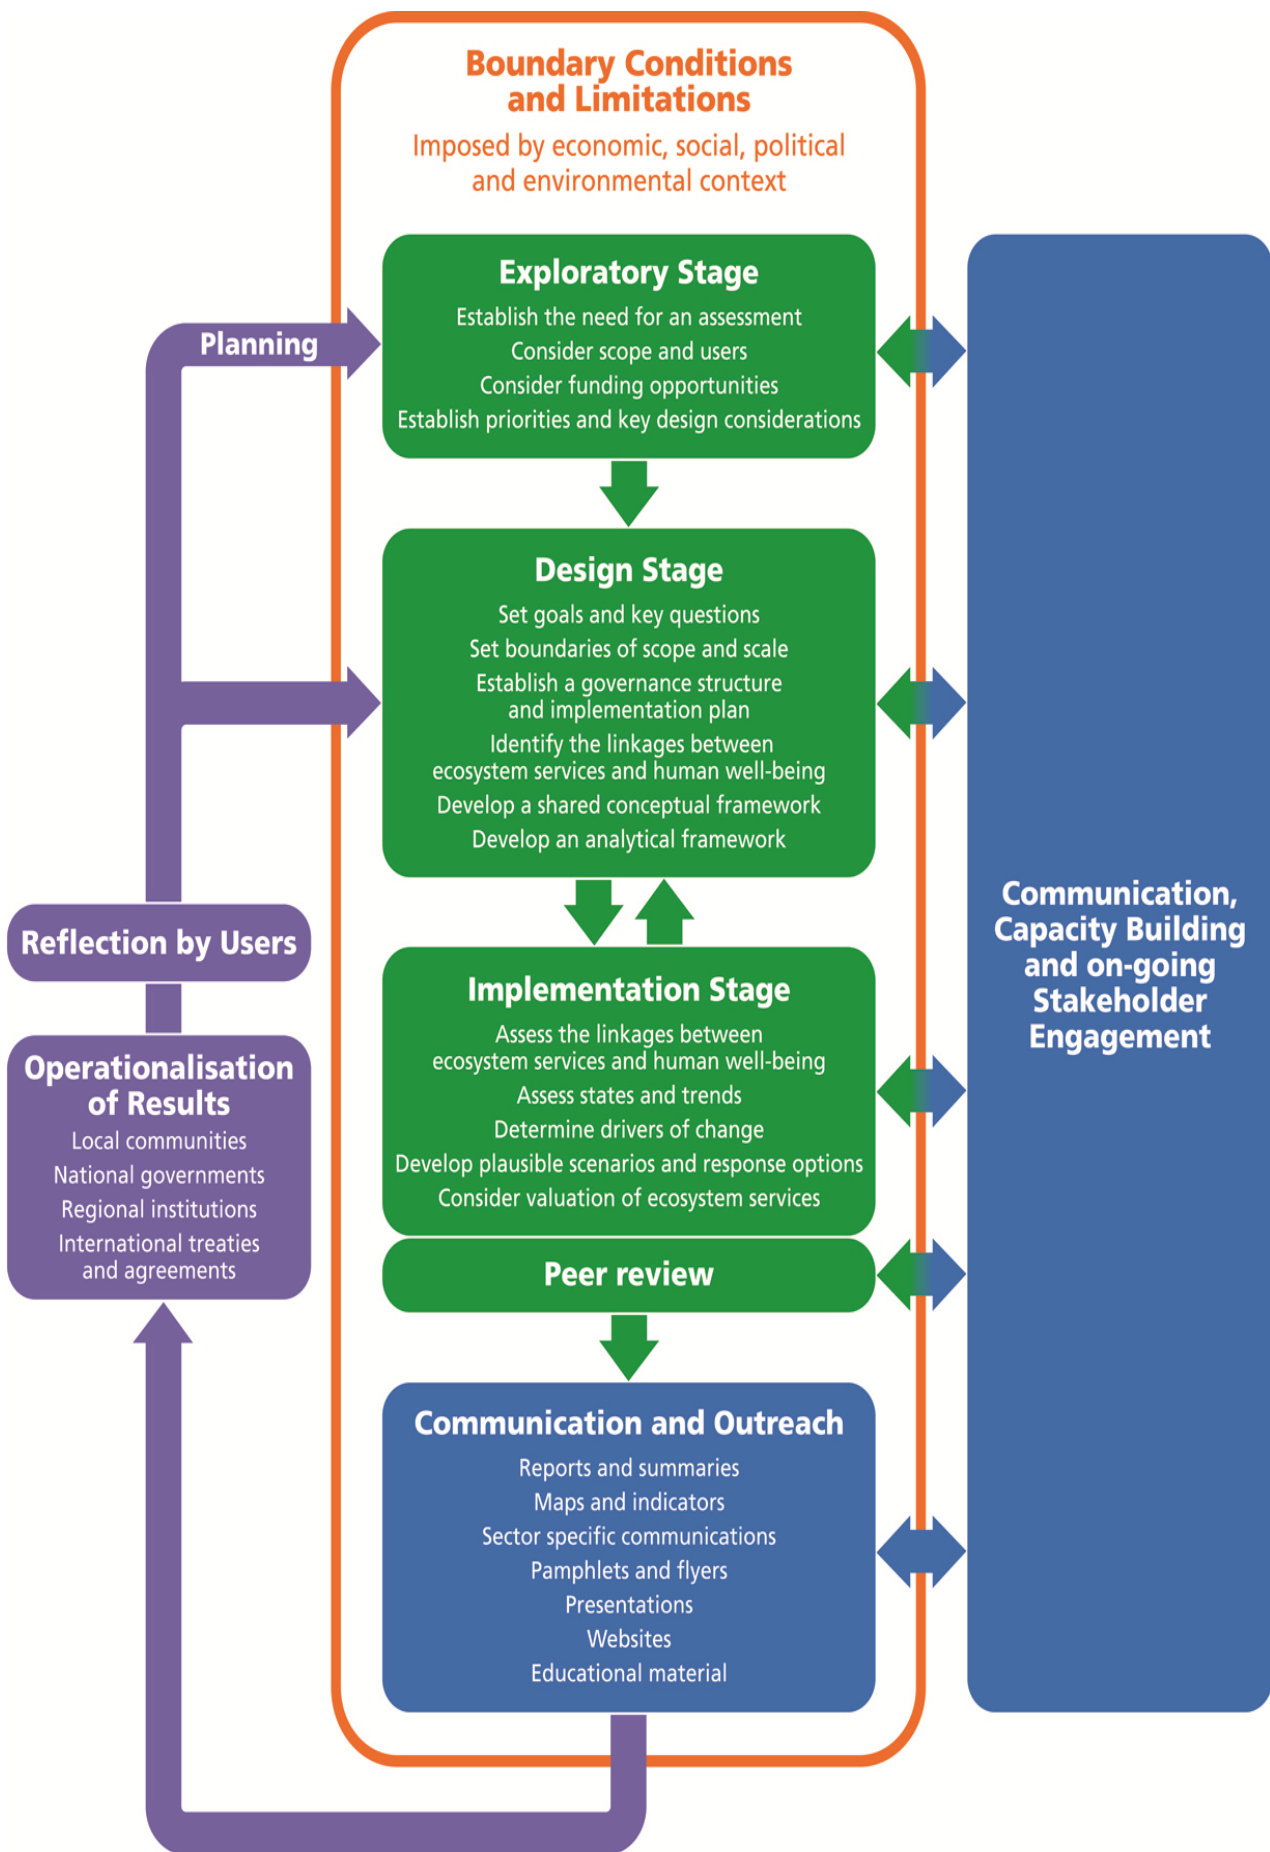 Boundary Conditions
and Limitations
Imposed by economic, social, political
and environmental context
Exploratory Stage
Establish the need for an assessment
Consider scope and users
Consider funding opportunities
Establish priorities and key design considerations
Planning
Design Stage
Set goals and key questions
Set boundaries of scope and scale
Establish a governance structure
and implementation plan
Identify the linkages between
ecosystem services and human well-being
Develop a shared conceptual framework
Develop an analytical framework
Implementation Stage
Assess the linkages between
ecosystem services and human well-being
Assess states and trends
Determine drivers of change
Develop plausible scenarios and response options
Consider valuation of ecosystem services
Peer review
Communication and Outreach
Reports and summaries
Maps and indicators
Sector specific communications
Pamphlets and flyers
Presentations
Websites
Educational material
Reflection by Users
Operationalisation
of Results
Local communities
National governments
Regional institutions
International treaties
and agreements
Communication,
Capacity Building
and on-going
Stakeholder
Engagement